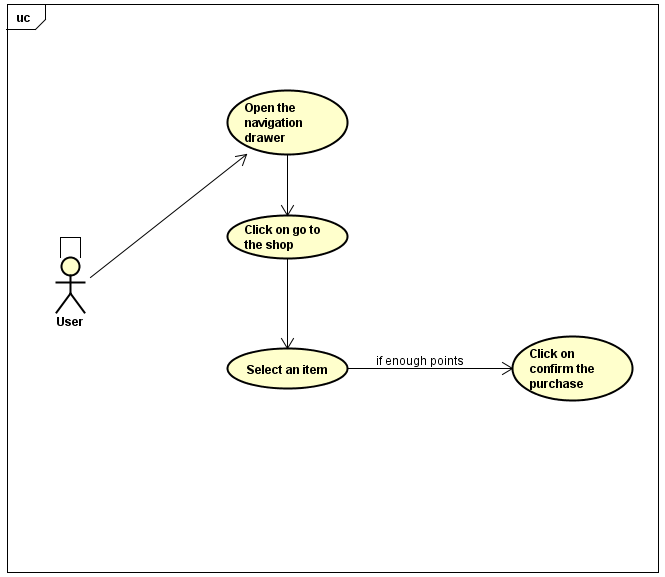 uc
Open the
navigation
drawer
Click on go to
the shop
User
Select an item
if enough points
Click on
confirm the
purchase